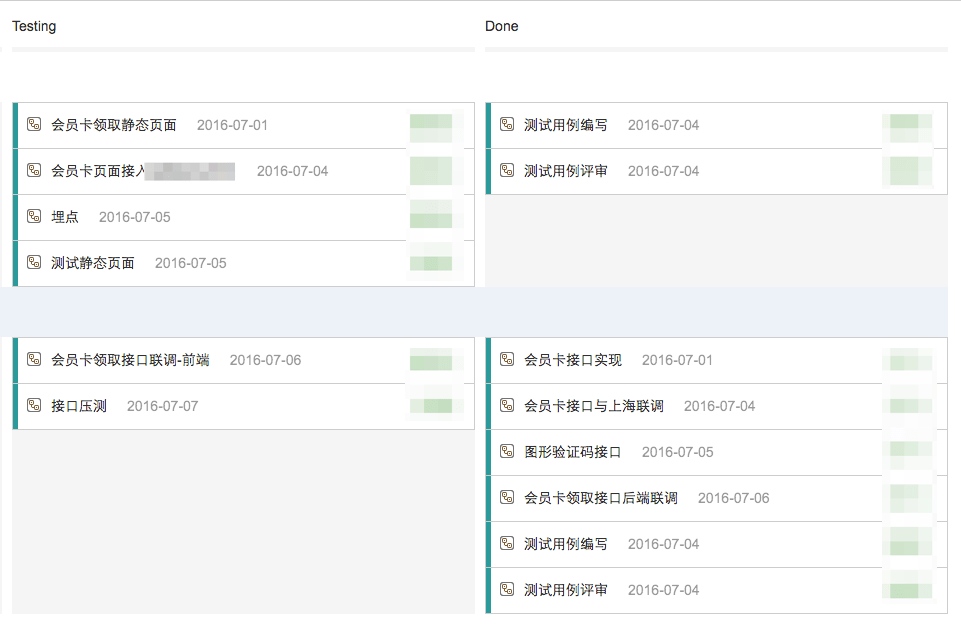 Testing
Done
会员卡领取静态页面 2016-07-01
会员卡页面接入 2016-07-04
埋点 2016-07-05
测试静态页面 2016-07-05
测试用例编写 2016-07-04
测试用例评审 2016-07-04
会员卡领取接口联调-前端 2016-07-06
接口压测 2016-07-07
会员卡接口实现 2016-07-01
会员卡接口与上海联调 2016-07-04
图形验证码接口 2016-07-05
会员卡领取接口后端联调 2016-07-06
测试用例编写 2016-07-04
测试用例评审 2016-07-04